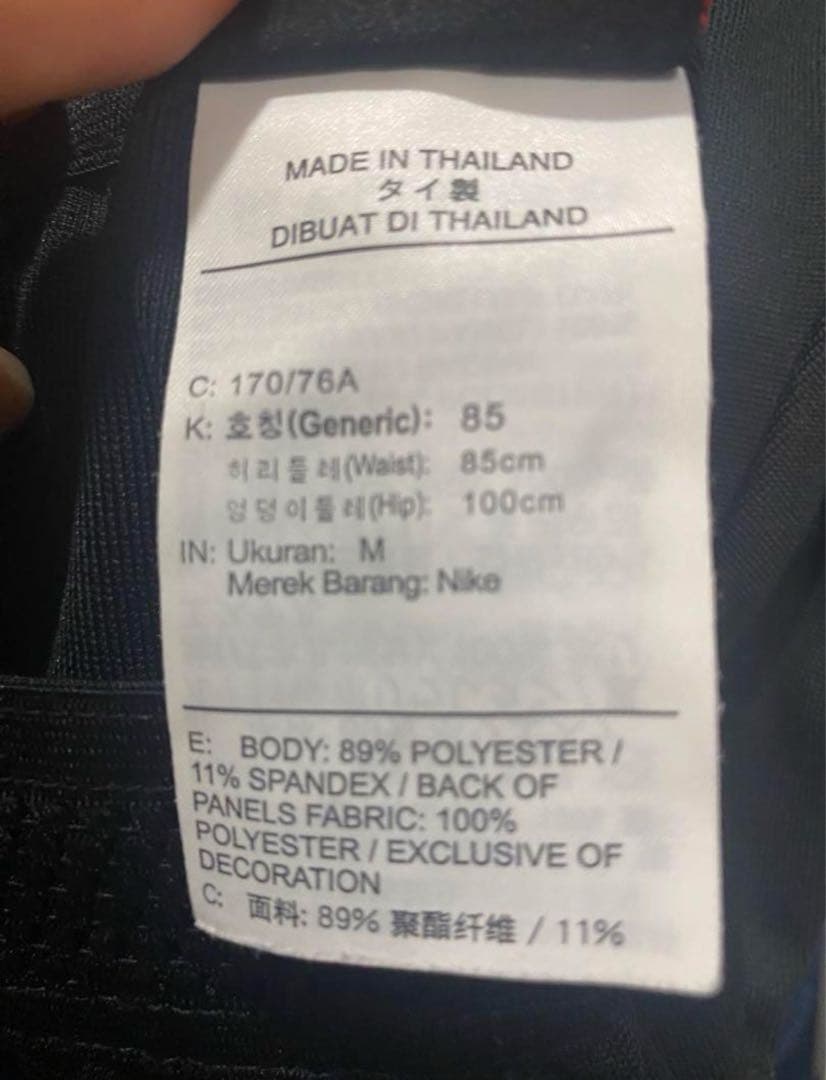 MADE IN THAILAND
タイ製
DIBUAT DI THAILAND
C: 170/76A
K: 호칭(Generic): 85
허리둘레(Waist): 85cm
엉덩이둘레(Hip): 100cm
IN: Ukuran: M
Merek Barang: Nike
E: BODY: 89% POLYESTER /
11% SPANDEX / BACK OF
PANELS FABRIC: 100%
POLYESTER / EXCLUSIVE OF
DECORATION
C: 面料: 89% 聚酯纤维 / 11%